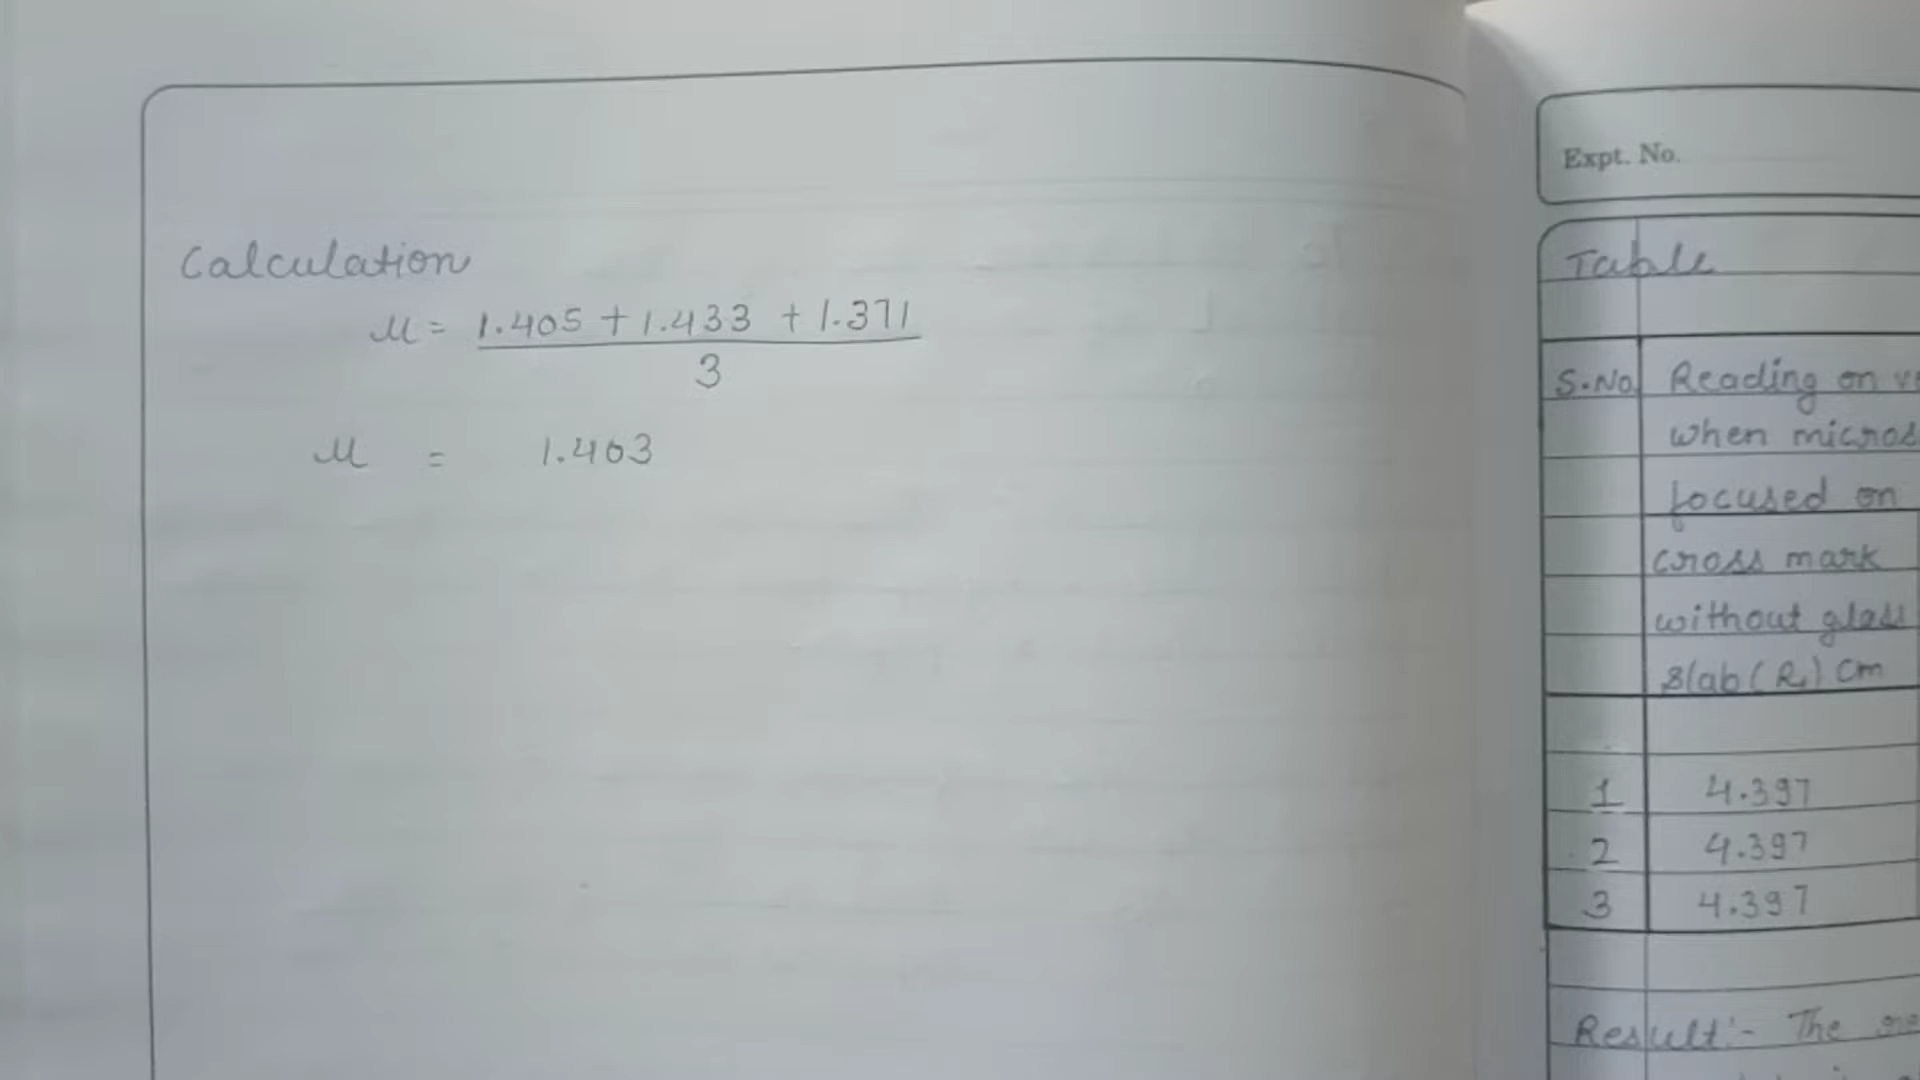 Calculation
μ = 1.405 + 1.433 + 1.371
3
μ = 1.403
Expt. No.
Table
S.No. Reading on
when
focused on
cross mark
without glass
slab (R1) cm
1 4.397
2 4.397
3 4.397
Result:- The